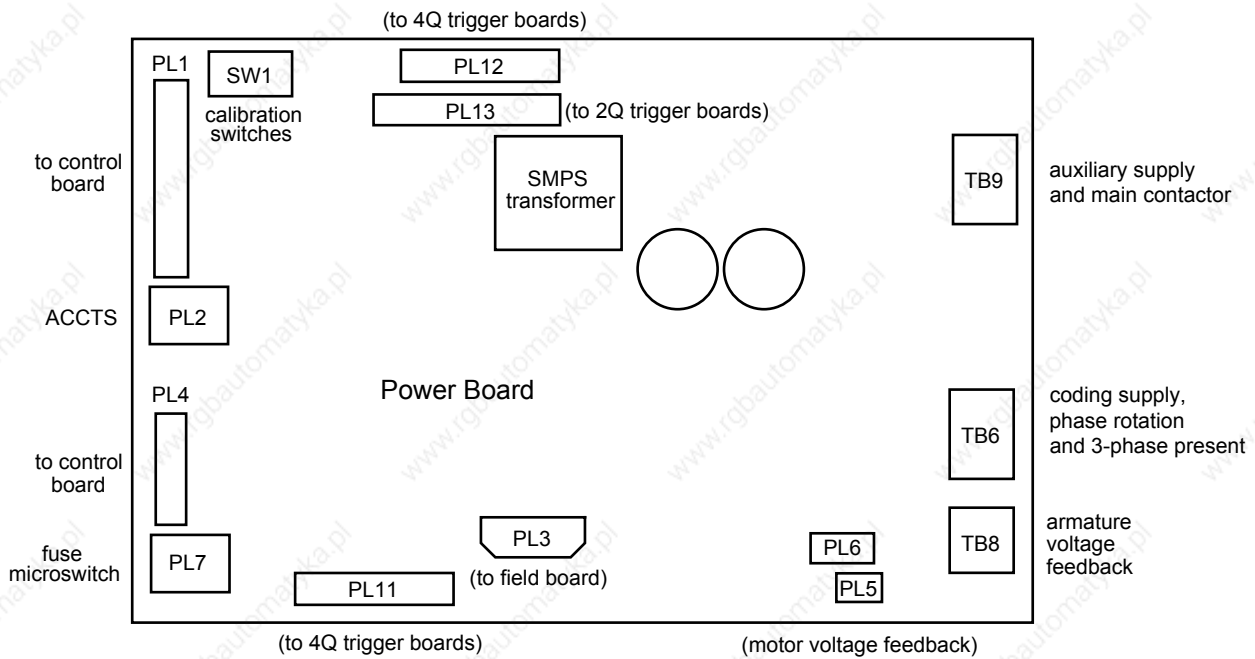 (to 4Q trigger boards)
PL1
SW1
calibration
switches
PL12
PL13
(to 2Q trigger boards)
to control
board
SMPS
transformer
TB9
auxiliary supply
and main contactor
ACCTS
PL2
Power Board
PL4
to control
board
TB6
coding supply,
phase rotation
and 3-phase present
fuse
microswitch
PL7
PL3
(to field board)
PL11
(to 4Q trigger boards)
PL6
PL5
(motor voltage feedback)
TB8
armature
voltage
feedback
www.rgbautomatyka.pl